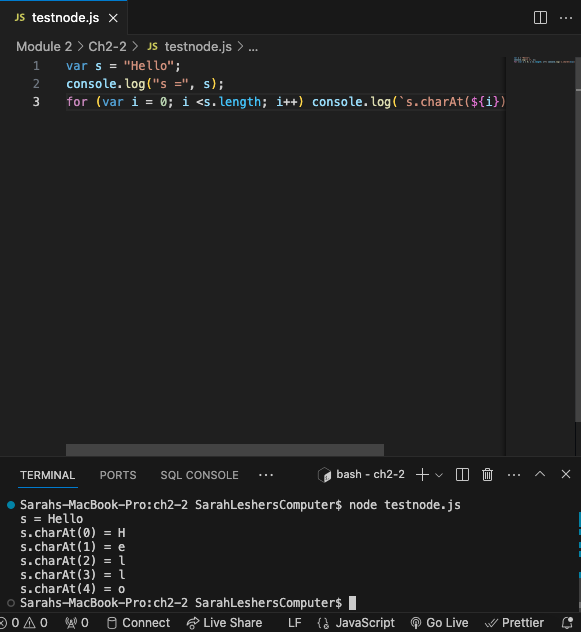 JS testnode.js ×
Module 2 > Ch2-2 > JS testnode.js > ...
1 var s = "Hello";
2 console.log("s =", s);
3 for (var i = 0; i <s.length; i++) console.log(`s.charAt(${i})
TERMINAL PORTS SQL CONSOLE ... bash - ch2-2
Sarahs-MacBook-Pro:ch2-2 SarahLeshersComputer$ node testnode.js
s = Hello
s.charAt(0) = H
s.charAt(1) = e
s.charAt(2) = l
s.charAt(3) = l
s.charAt(4) = o
Sarahs-MacBook-Pro:ch2-2 SarahLeshersComputer$
0 0 0 Connect Live Share LF {} JavaScript Go Live Prettier